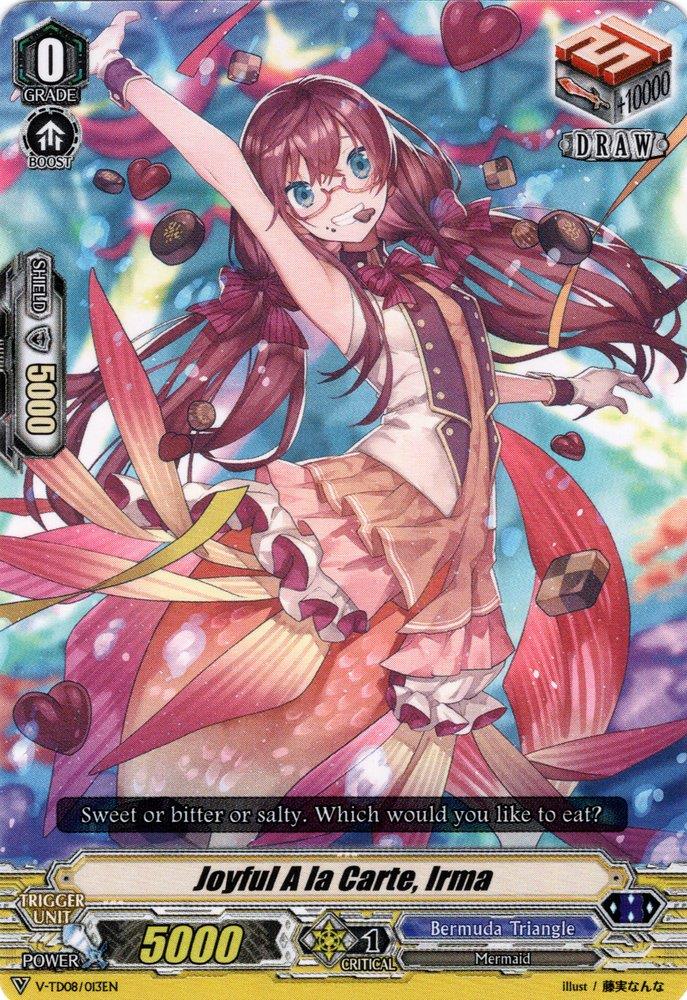 0
GRADE
BOOST
+10000
DRAW
SHIELD
5000
Sweet or bitter or salty. Which would you like to eat?
Joyful A la Carte, Irma
TRIGGER
UNIT
POWER
5000
1
CRITICAL
Bermuda Triangle
Mermaid
V-TD08/013EN
illust / 藤実なんな